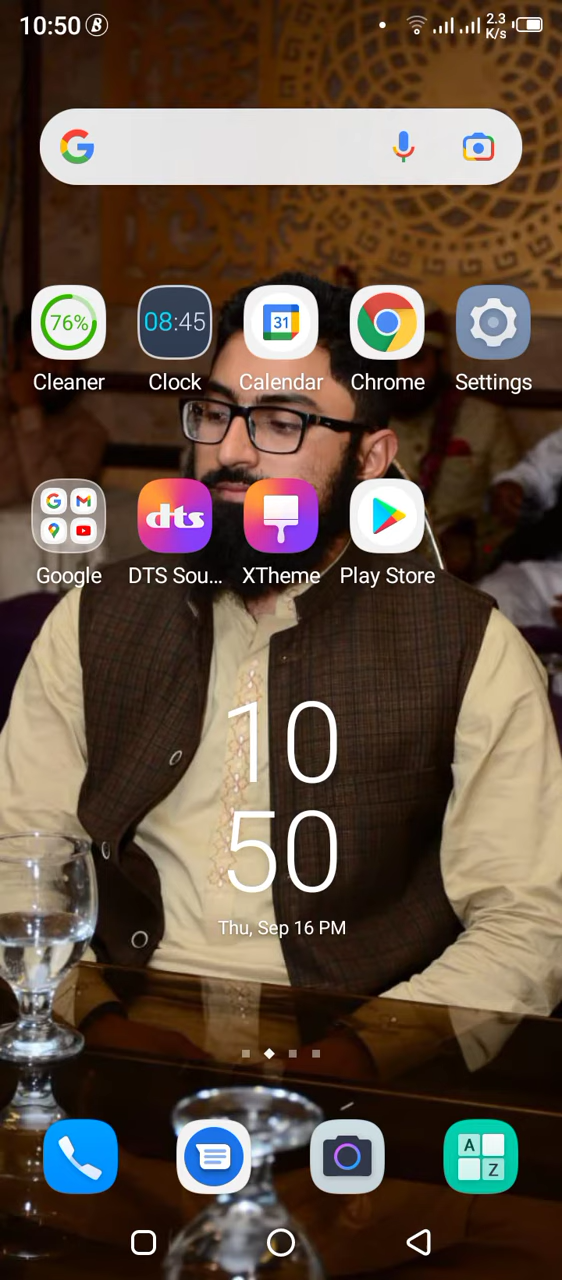 10:50
2.3
K/s
76%
08:45
31
Cleaner
Clock
Calendar
Chrome
Settings
dts
Google
DTS Sou...
XTheme
Play Store
10
50
Thu, Sep 16 PM
A
Z